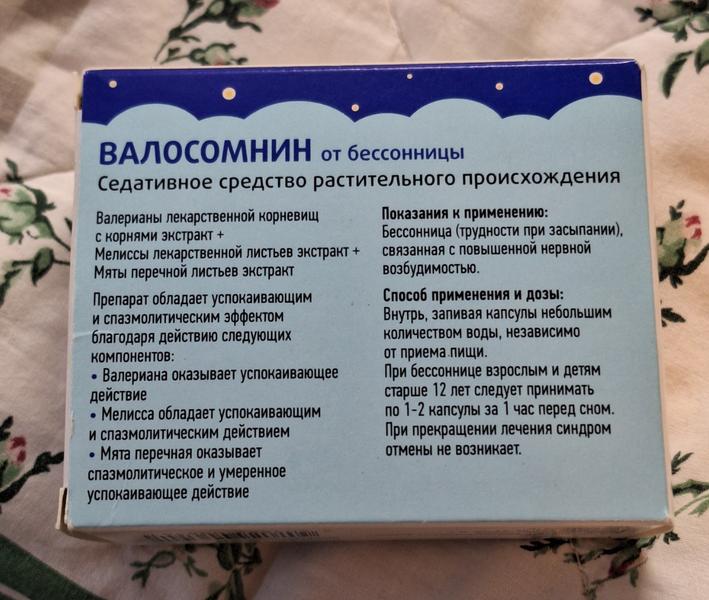 ВАЛОСОМНИН от бессонницы
Седативное средство растительного происхождения
Валерианы лекарственной корневищ
с корнями экстракт +
Мелиссы лекарственной листьев экстракт +
Мяты перечной листьев экстракт
Препарат обладает успокаивающим
и спазмолитическим эффектом
благодаря действию следующих
компонентов:
• Валериана оказывает успокаивающее
действие
• Мелисса обладает успокаивающим
и спазмолитическим действием
• Мята перечная оказывает
спазмолитическое и умеренное
успокаивающее действие
Показания к применению:
Бессонница (трудности при засыпании),
связанная с повышенной нервной
возбудимостью.
Способ применения и дозы:
Внутрь, запивая капсулы небольшим
количеством воды, независимо
от приема пищи.
При бессоннице взрослым и детям
старше 12 лет следует принимать
по 1-2 капсулы за 1 час перед сном.
При прекращении лечения синдром
отмены не возникает.